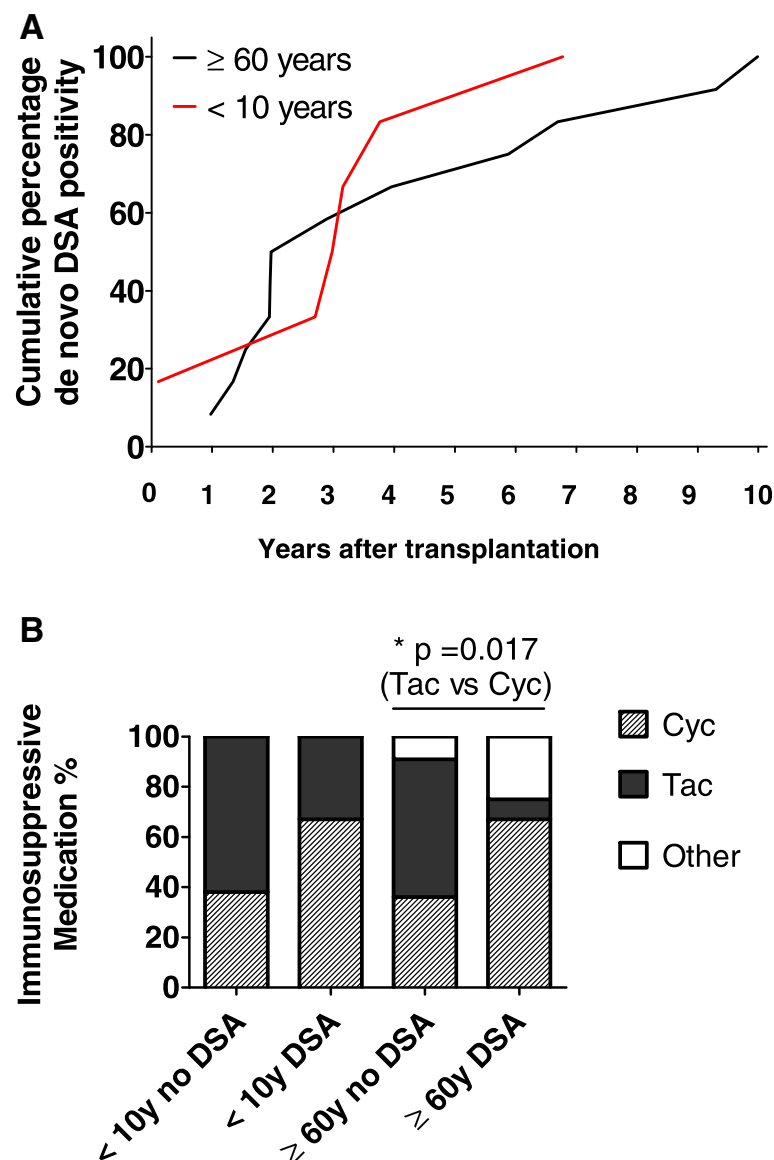 A
Cumulative percentage
de novo DSA positivity
100
80
60
40
20
0
≥ 60 years
< 10 years
0 1 2 3 4 5 6 7 8 9 10
Years after transplantation
B
* p =0.017
(Tac vs Cyc)
Immunosuppressive
Medication %
100
80
60
40
20
0
Cyc
Tac
Other
< 10y no DSA
< 10y DSA
≥ 60y no DSA
≥ 60y DSA